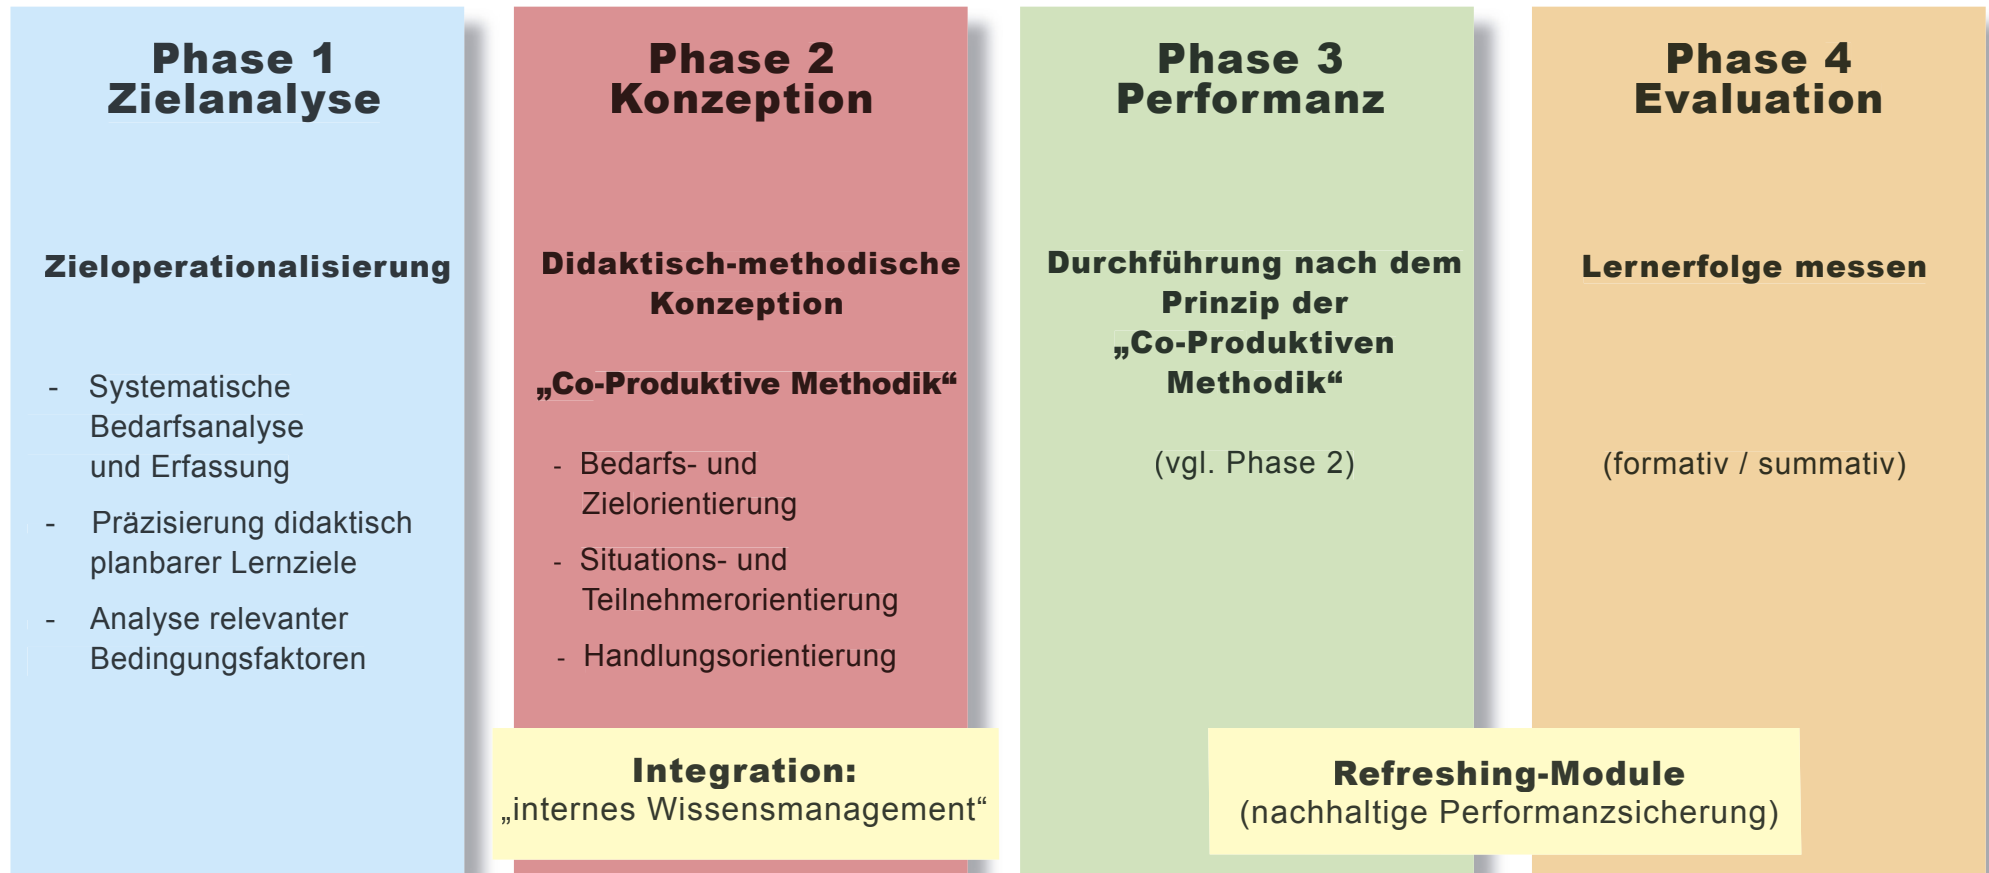 Phase 1
Zielanalyse
Zieloperationalisierung
- Systematische
Bedarfsanalyse
und Erfassung
- Präzisierung didaktisch
planbarer Lernziele
- Analyse relevanter
Bedingungsfaktoren
Phase 2
Konzeption
Didaktisch-methodische
Konzeption
„Co-Produktive Methodik“
- Bedarfs- und
Zielorientierung
- Situations- und
Teilnehmerorientierung
- Handlungsorientierung
Integration:
„internes Wissensmanagement“
Phase 3
Performanz
Durchführung nach dem
Prinzip der
„Co-Produktiven
Methodik“
(vgl. Phase 2)
Phase 4
Evaluation
Lernerfolge messen
(formativ / summativ)
Refreshing-Module
(nachhaltige Performanzsicherung)